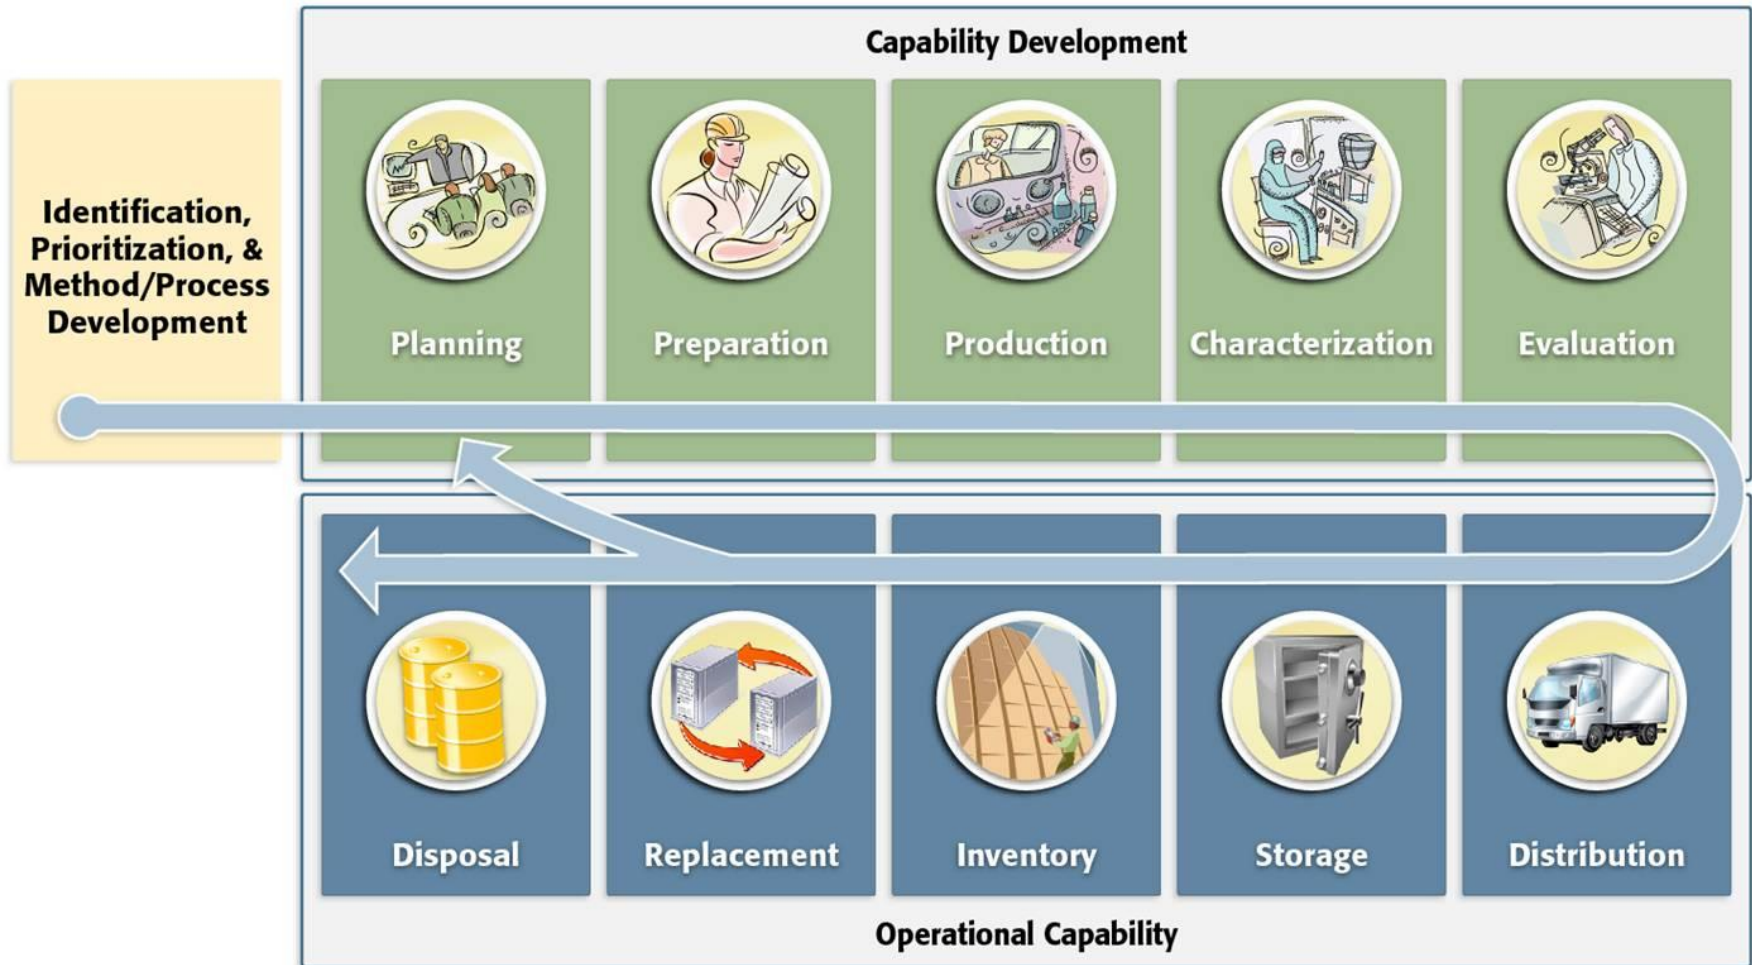 Capability Development
Identification,
Prioritization, &
Method/Process
Development
Planning
Preparation
Production
Characterization
Evaluation
Disposal
Replacement
Inventory
Storage
Distribution
Operational Capability